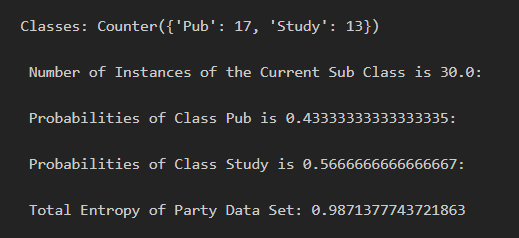 Classes: Counter({'Pub': 17, 'Study': 13})
Number of Instances of the Current Sub Class is 30.0:
Probabilities of Class Pub is 0.43333333333333335:
Probabilities of Class Study is 0.5666666666666667:
Total Entropy of Party Data Set: 0.9871377743721863